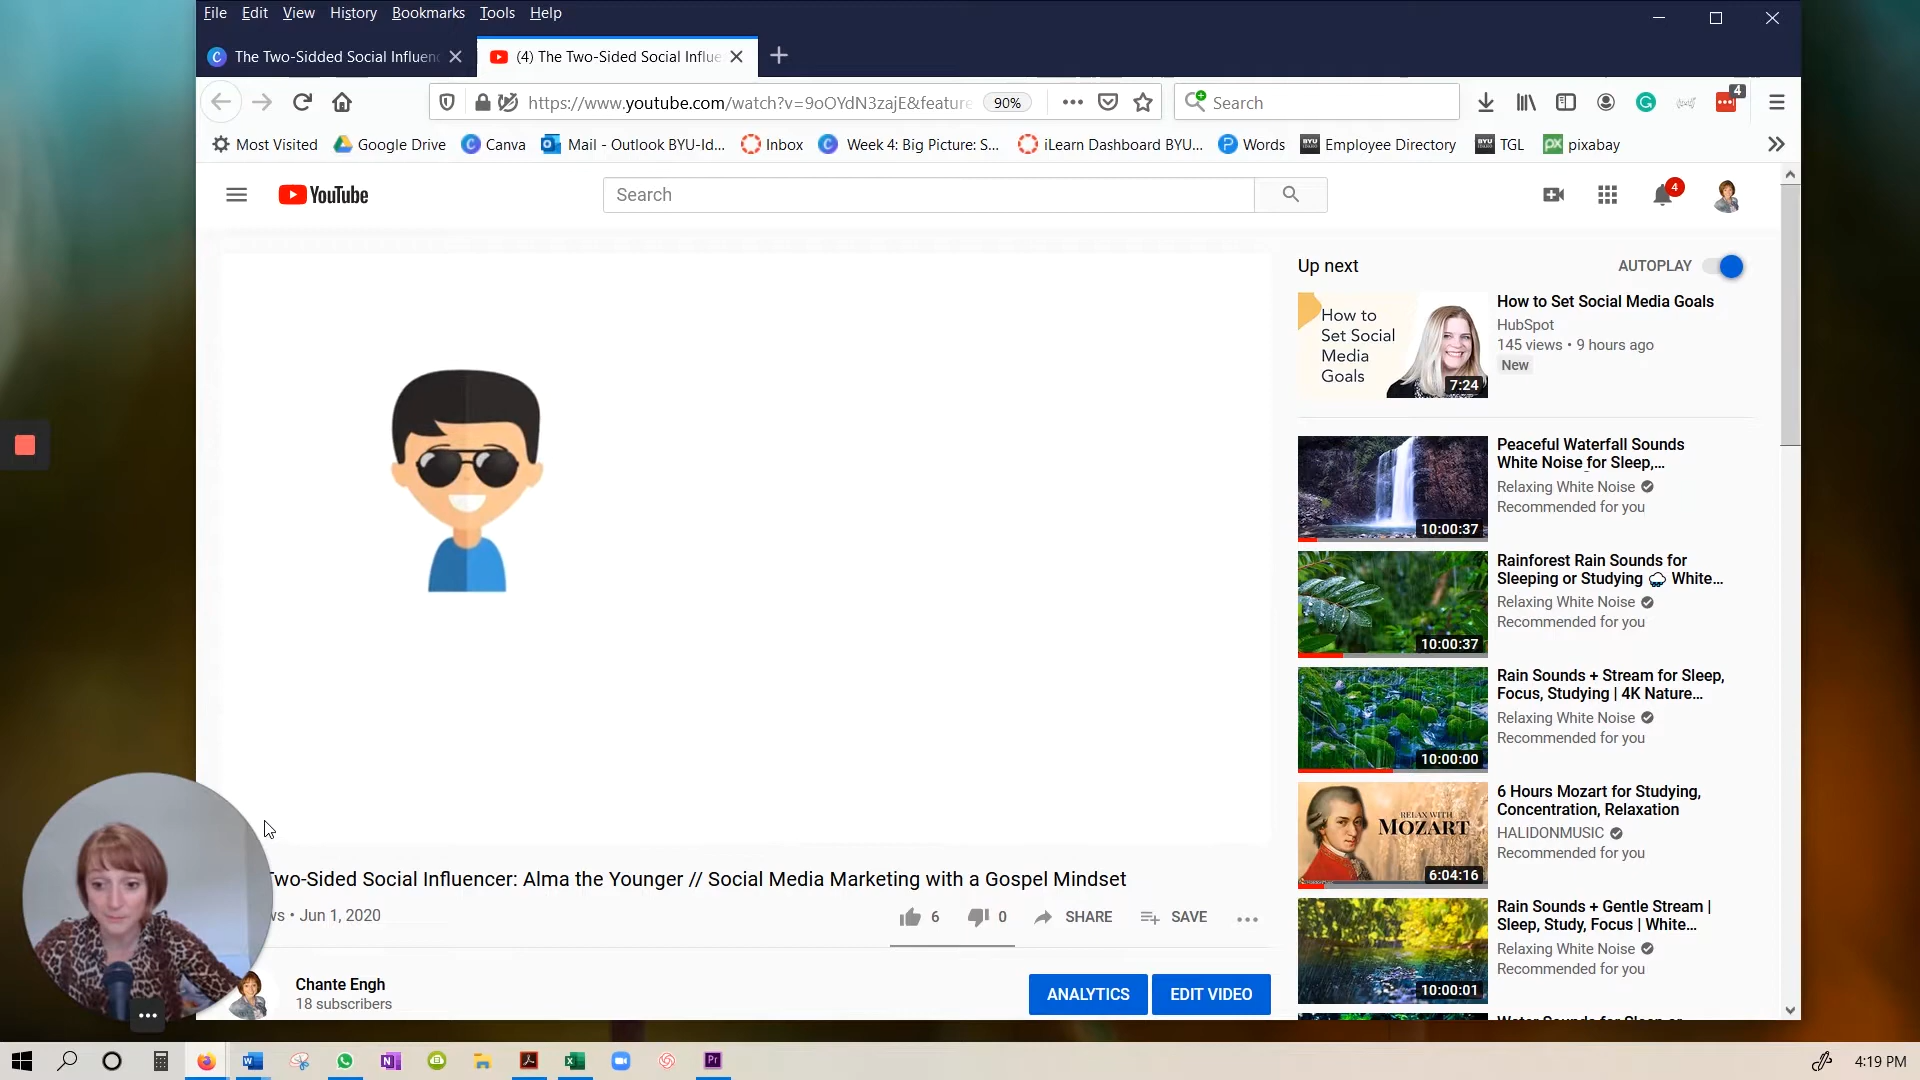 File Edit View History Bookmarks Tools Help
The Two-Sidded Social Influen
(4) The Two-Sided Social Influe
https://www.youtube.com/watch?v=9oOYdN3zajE&feature
90%
Search
4
Most Visited
Google Drive
Canva
Mail - Outlook BYU-Id...
Inbox
Week 4: Big Picture: S...
iLearn Dashboard BYU...
Words
Employee Directory
TGL
pixabay
YouTube
Search
4
Up next
AUTOPLAY
How to
Set Social
Media
Goals
7:24
How to Set Social Media Goals
HubSpot
145 views • 9 hours ago
New
10:00:37
Peaceful Waterfall Sounds
White Noise for Sleep,...
Relaxing White Noise
Recommended for you
10:00:37
Rainforest Rain Sounds for
Sleeping or Studying 🌧 White...
Relaxing White Noise
Recommended for you
10:00:00
Rain Sounds + Stream for Sleep,
Focus, Studying | 4K Nature...
Relaxing White Noise
Recommended for you
RELAX WITH
MOZART
6:04:16
6 Hours Mozart for Studying,
Concentration, Relaxation
HALIDONMUSIC
Recommended for you
10:00:01
Rain Sounds + Gentle Stream |
Sleep, Study, Focus | White...
Relaxing White Noise
Recommended for you
Two-Sided Social Influencer: Alma the Younger // Social Media Marketing with a Gospel Mindset
ws • Jun 1, 2020
6
0
SHARE
SAVE
Chante Engh
18 subscribers
ANALYTICS
EDIT VIDEO
4:19 PM